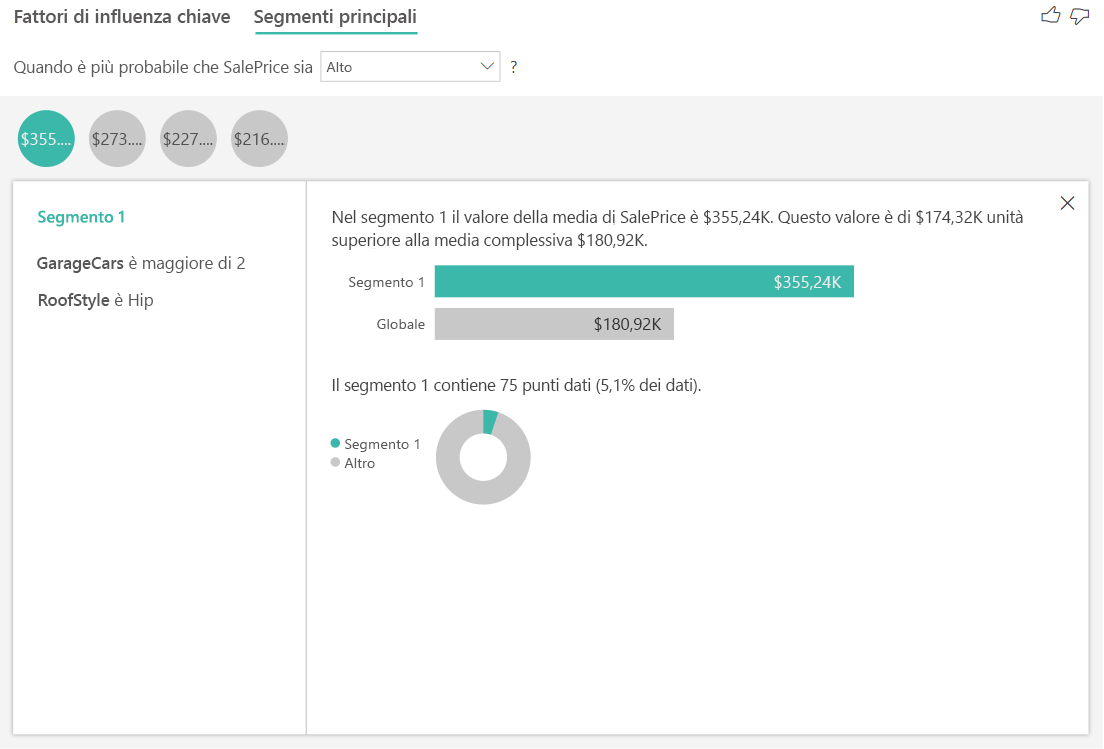 Fattori di influenza chiave Segmenti principali
Quando è più probabile che SalePrice sia Alto ?
$355.... $273.... $227.... $216....
Segmento 1
GarageCars è maggiore di 2
RoofStyle è Hip
Nel segmento 1 il valore della media di SalePrice è $355,24K. Questo valore è di $174,32K unità
superiore alla media complessiva $180,92K.
Segmento 1 $355,24K
Globale $180,92K
Il segmento 1 contiene 75 punti dati (5,1% dei dati).
Segmento 1
Altro